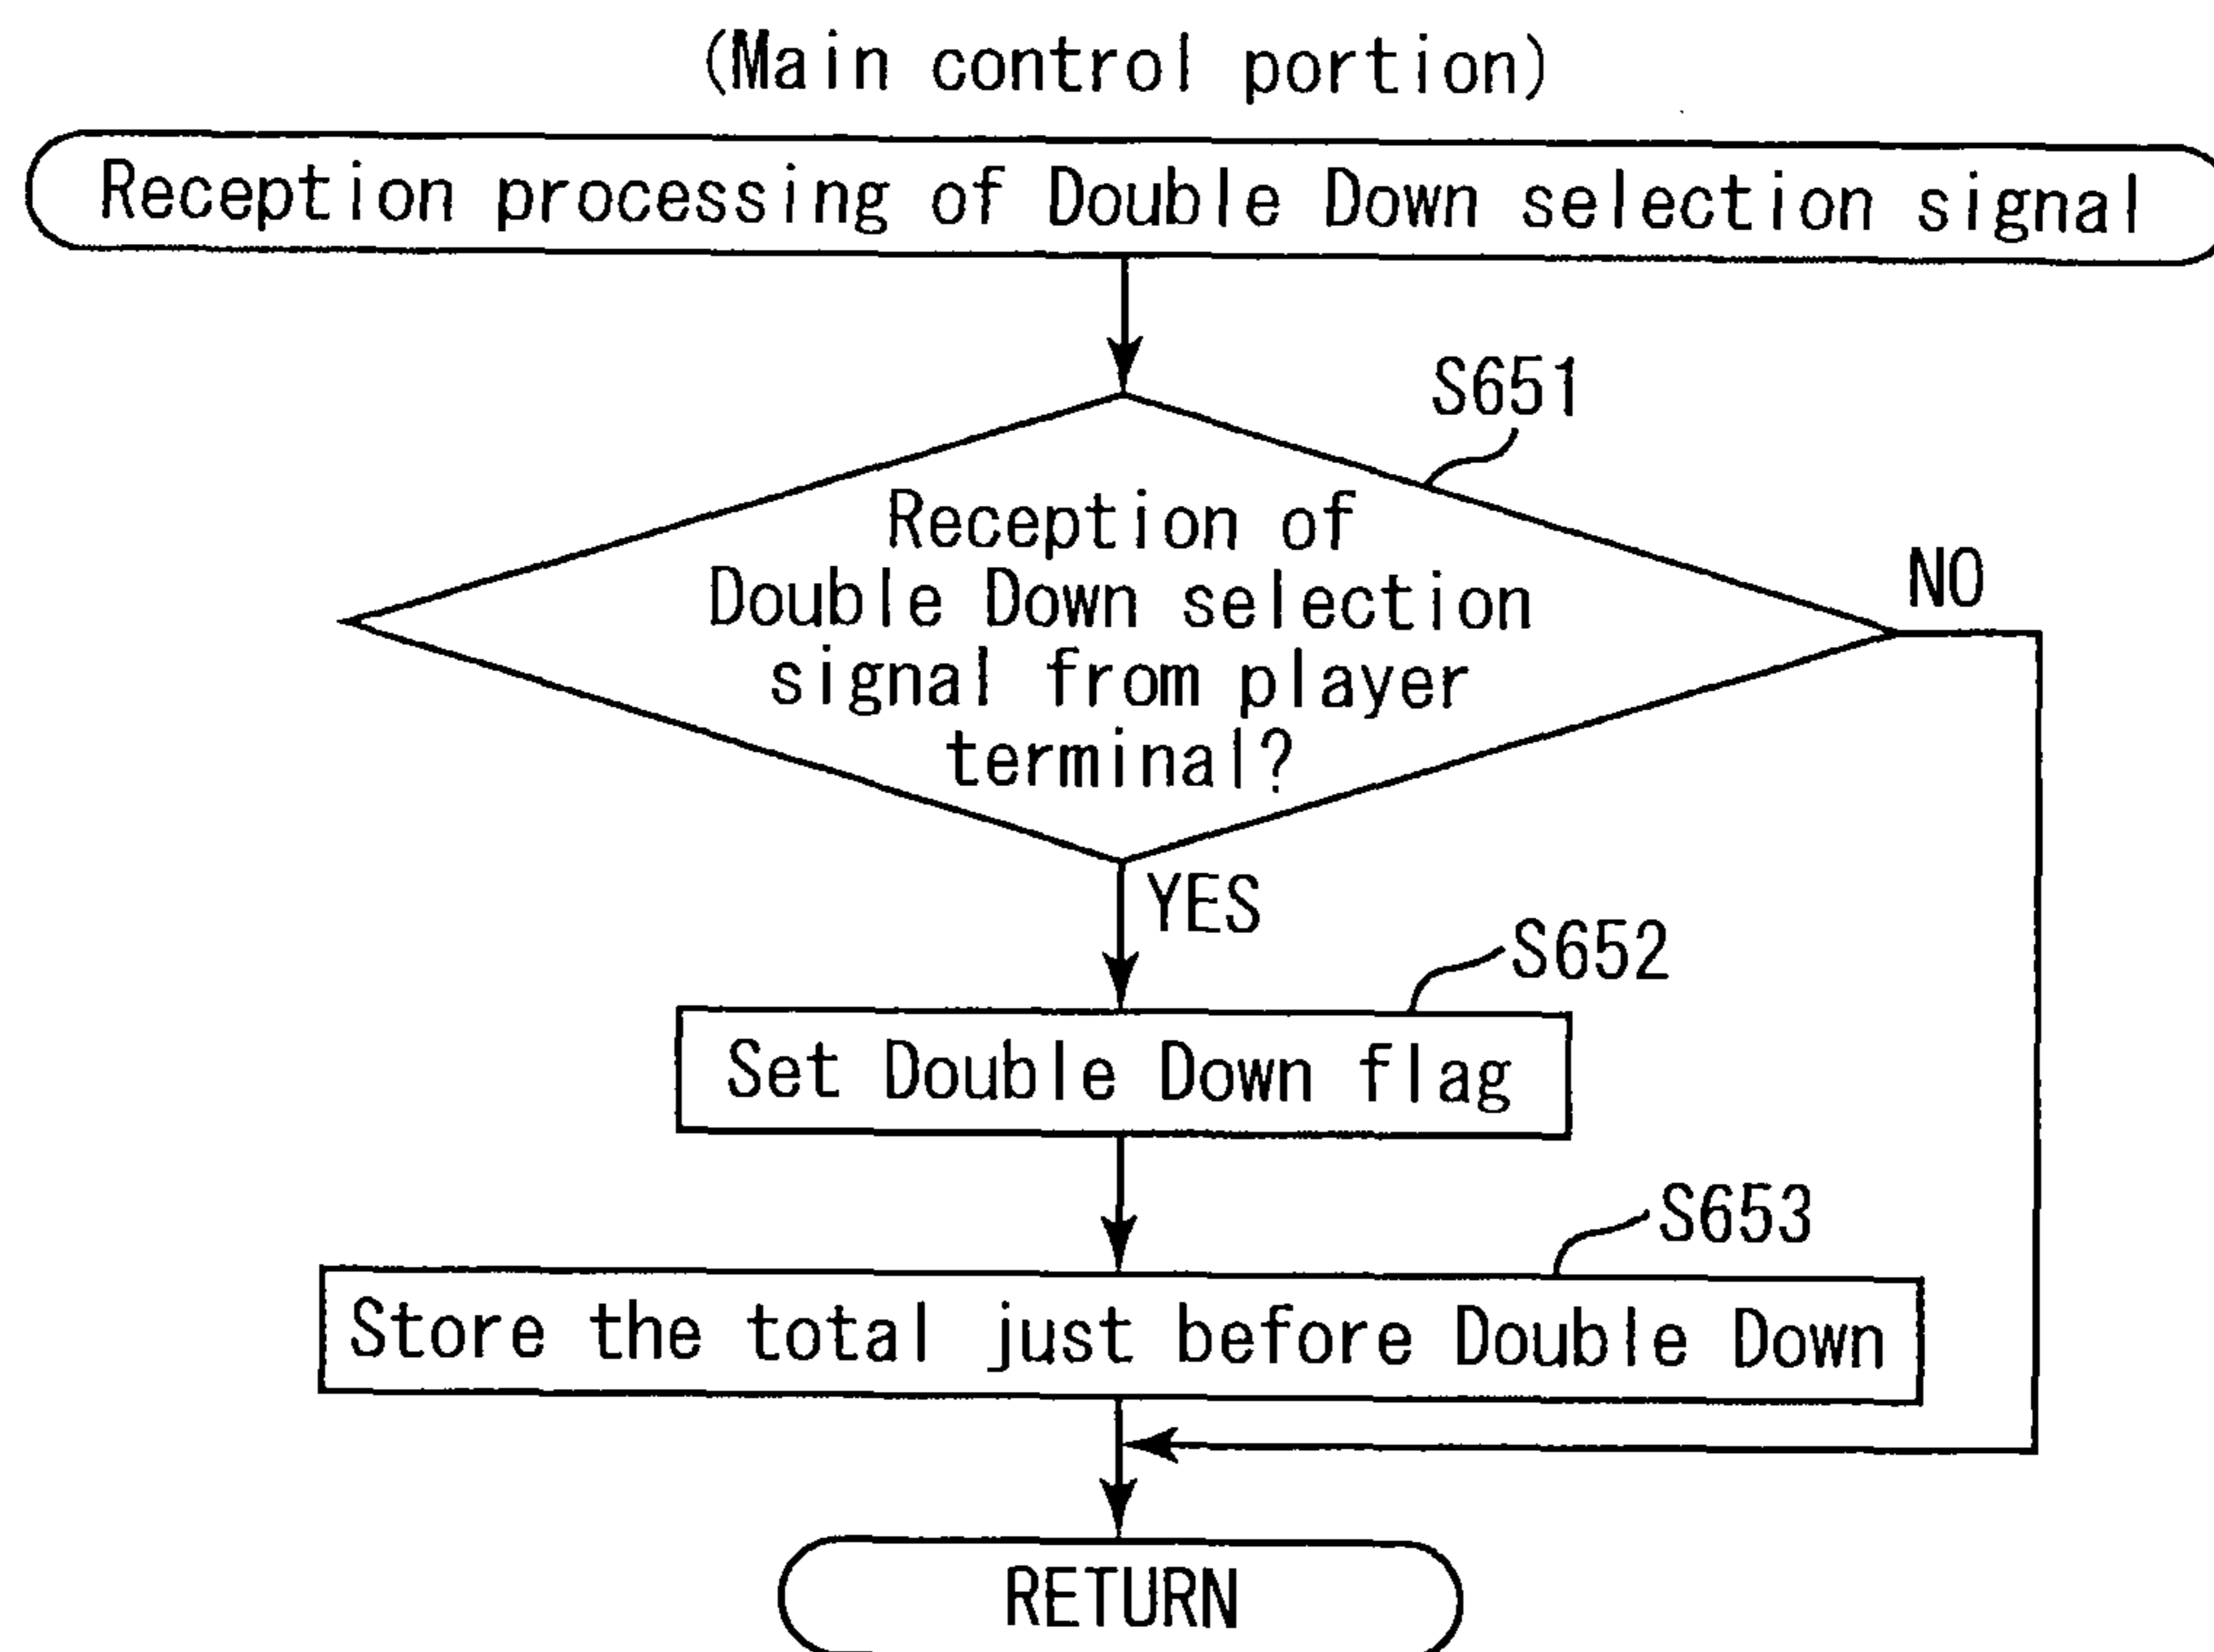 (Main control portion)
Reception processing of Double Down selection signal
S651
Reception of
Double Down selection
signal from player
terminal?
NO
YES
S652
Set Double Down flag
S653
Store the total just before Double Down
RETURN